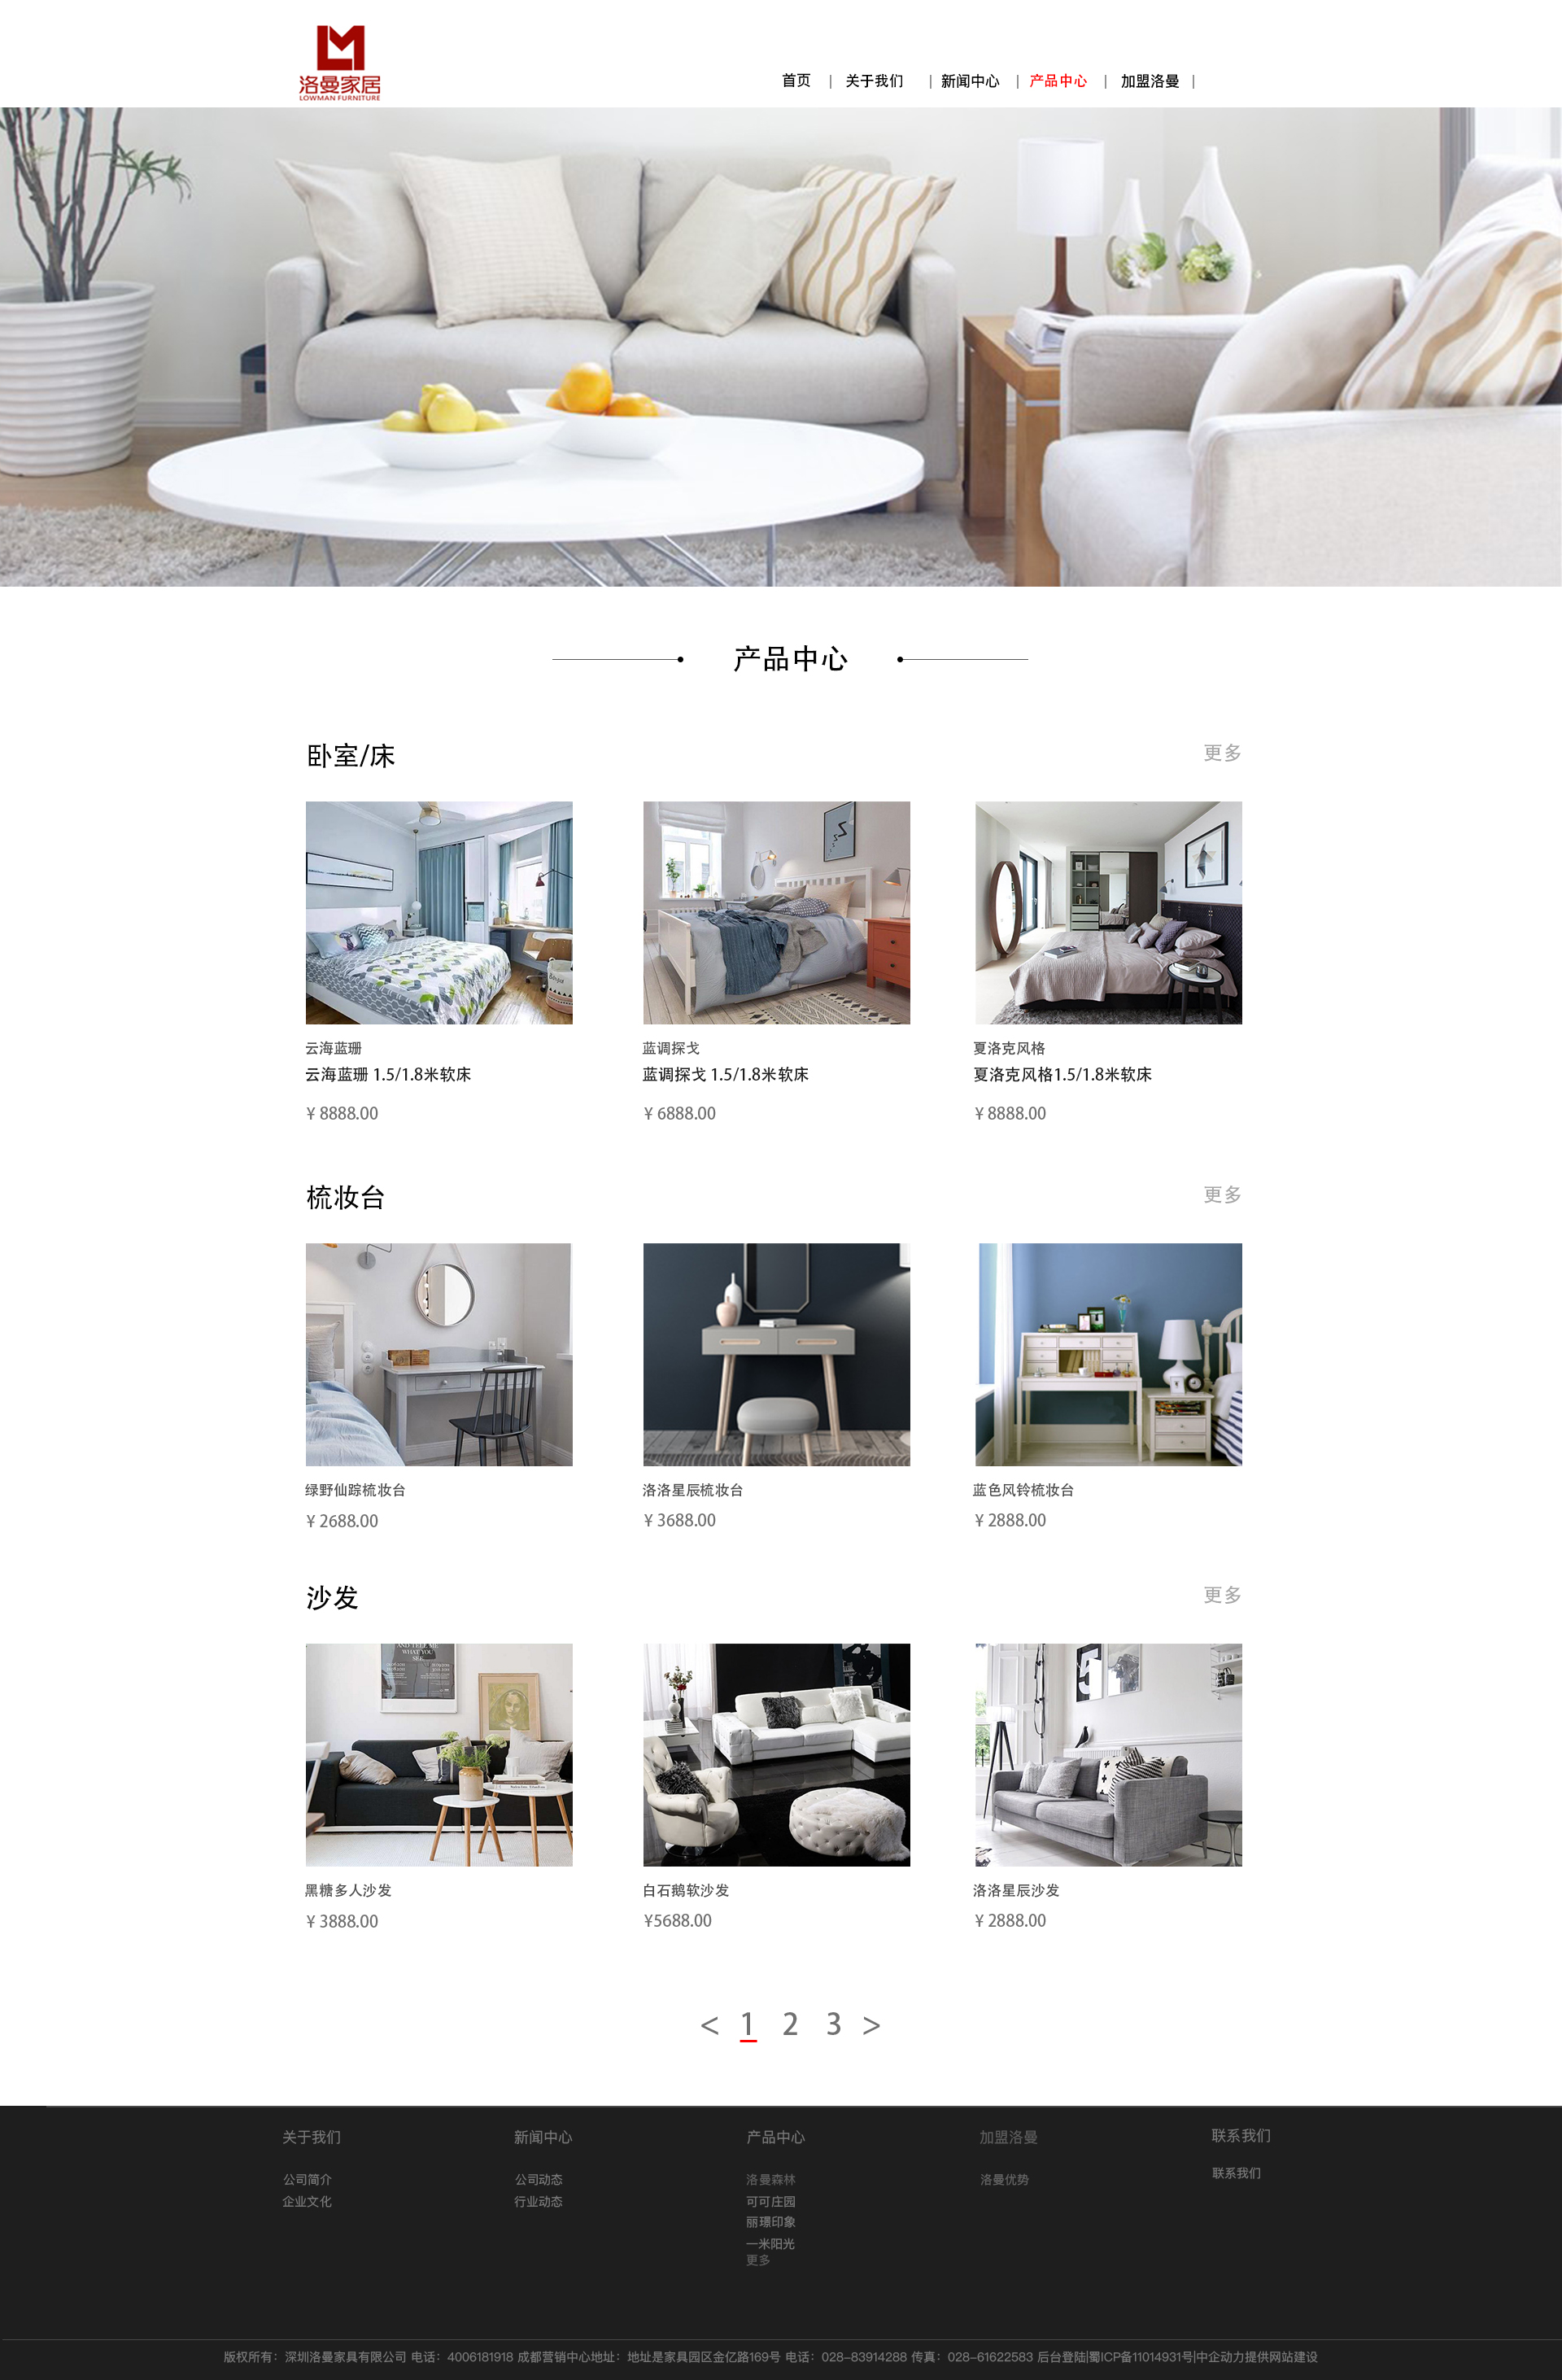 洛曼家居
LOWMAN FURNITURE
首页 | 关于我们 | 新闻中心 | 产品中心 | 加盟洛曼 |
产品中心
卧室/床 更多
云海蓝珊 蓝调探戈 夏洛克风格
云海蓝珊 1.5/1.8米软床 蓝调探戈 1.5/1.8米软床 夏洛克风格1.5/1.8米软床
¥ 8888.00 ¥ 6888.00 ¥ 8888.00
梳妆台 更多
绿野仙踪梳妆台 洛洛星辰梳妆台 蓝色风铃梳妆台
¥ 2688.00 ¥ 3688.00 ¥ 2888.00
沙发 更多
AND TELL ME
WHAT YOU
SEE.
5
黑糖多人沙发 白石鹅软沙发 洛洛星辰沙发
¥ 3888.00 ¥5688.00 ¥ 2888.00
< 1 2 3 >
关于我们 新闻中心 产品中心 加盟洛曼 联系我们
公司简介 公司动态 洛曼森林 洛曼优势 联系我们
企业文化 行业动态 可可庄园
丽璟印象
一米阳光
更多
版权所有：深圳洛曼家具有限公司 电话：4006181918 成都营销中心地址：地址是家具园区金亿路169号 电话：028-83914288 传真：028-61622583 后台登陆|蜀ICP备11014931号|中企动力提供网站建设